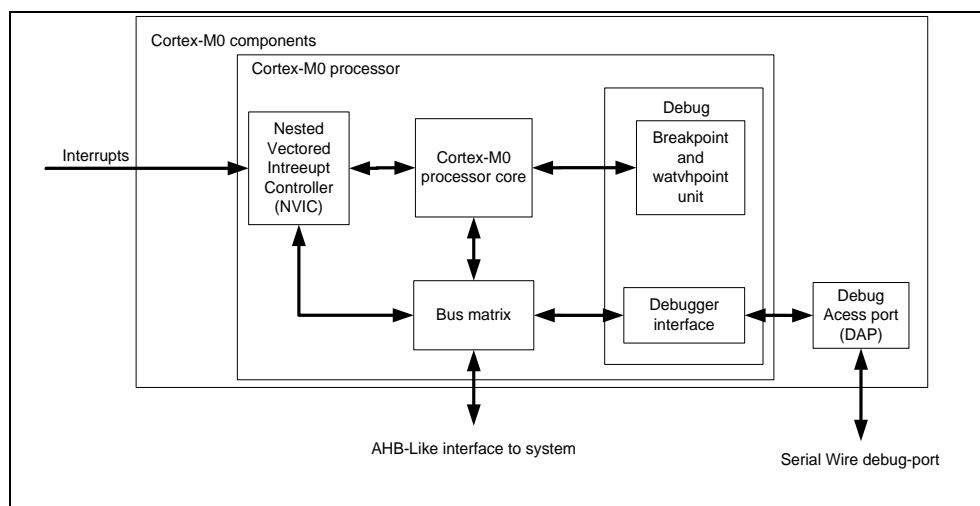 Cortex-M0 components
Cortex-M0 processor
Debug
Interrupts
Nested
Vectored
Intreeupt
Controller
(NVIC)
Cortex-M0
processor core
Breakpoint
and
watvhpoint
unit
Bus matrix
Debugger
interface
Debug
Acess port
(DAP)
AHB-Like interface to system
Serial Wire debug-port